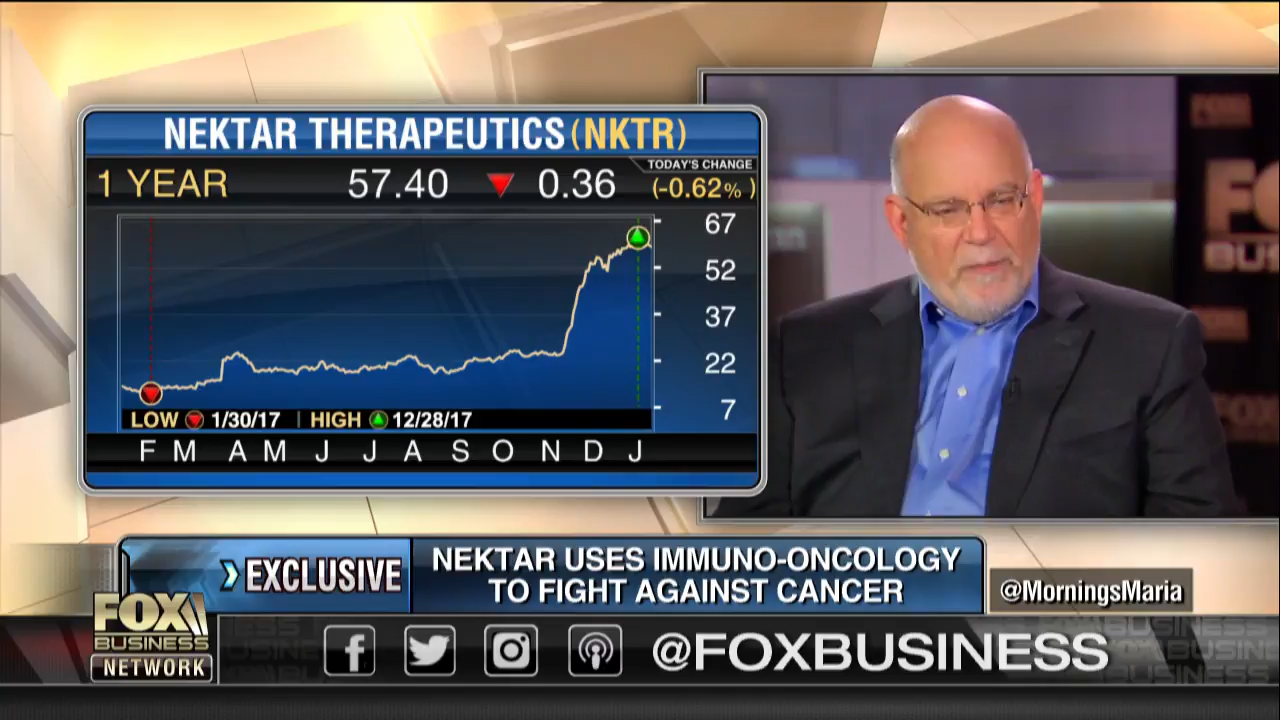 NEKTAR THERAPEUTICS (NKTR)
TODAY'S CHANGE
1 YEAR 57.40 0.36 (-0.62%)
67
52
37
22
7
LOW 1/30/17 | HIGH 12/28/17
F M A M J J A S O N D J
FOX
BUSINESS
EXCLUSIVE
NEKTAR USES IMMUNO-ONCOLOGY
TO FIGHT AGAINST CANCER
@MorningsMaria
FOX
BUSINESS
NETWORK
@FOXBUSINESS